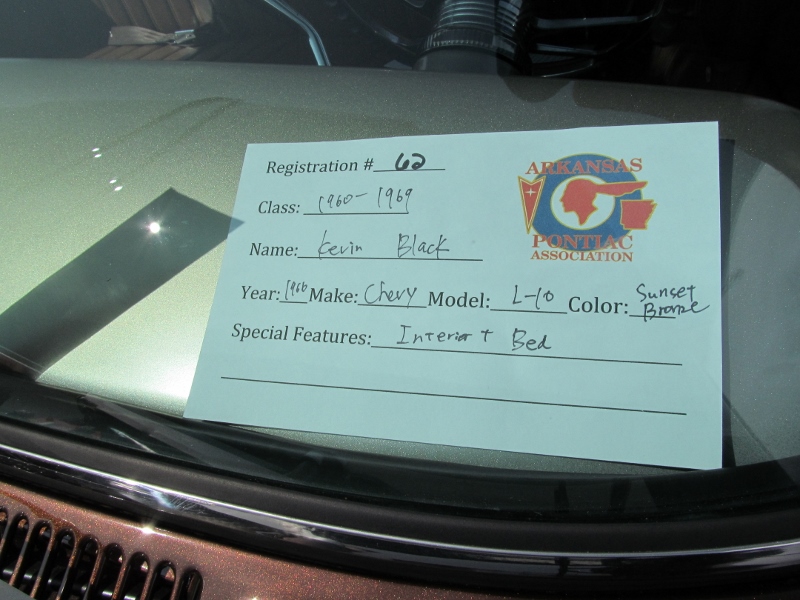 Registration # 62
ARKANSAS
PONTIAC
ASSOCIATION
Class: 1960-1969
Name: Kevin Black
Year: 1966 Make: Chevy Model: L-10 Color: Sunset Bronze
Special Features: Interior + Bed